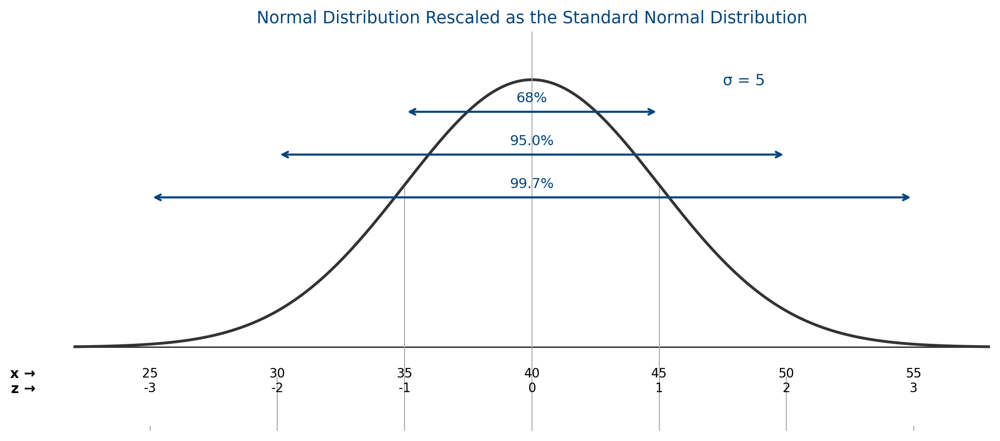 Normal Distribution Rescaled as the Standard Normal Distribution
σ = 5
68%
95.0%
99.7%
x → 25 30 35 40 45 50 55
z → -3 -2 -1 0 1 2 3